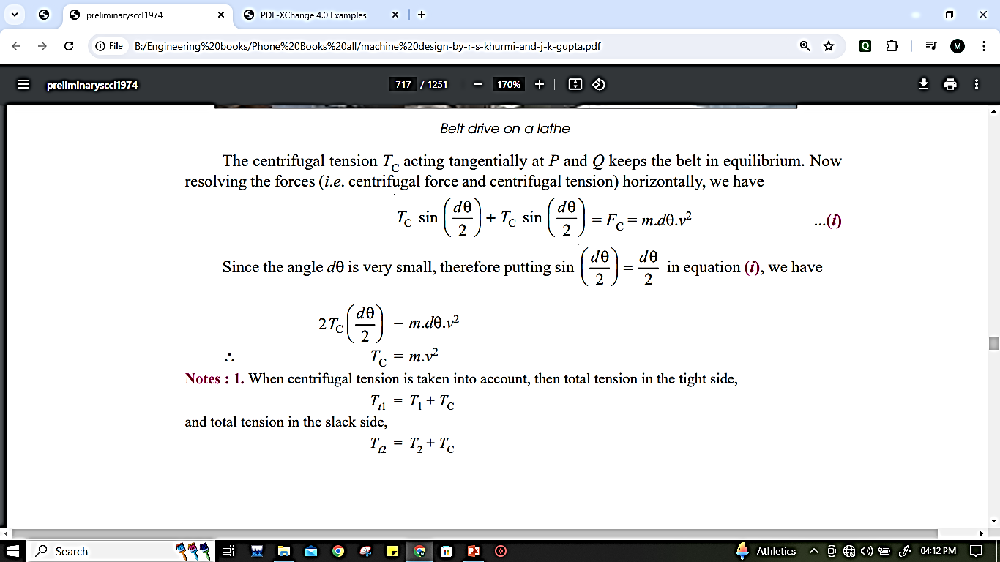 preliminarysccl1974
PDF-XChange 4.0 Examples
File B:/Engineering%20books/Phone%20Books%20all/machine%20design-by-r-s-khurmi-and-j-k-gupta.pdf
Q
M
preliminarysccl1974
717 / 1251
170%
Belt drive on a lathe
The centrifugal tension T_C acting tangentially at P and Q keeps the belt in equilibrium. Now
resolving the forces (i.e. centrifugal force and centrifugal tension) horizontally, we have
T_C sin (dθ/2) + T_C sin (dθ/2) = F_C = m.dθ.v² ...(i)
Since the angle dθ is very small, therefore putting sin (dθ/2) = dθ/2 in equation (i), we have
2T_C (dθ/2) = m.dθ.v²
∴ T_C = m.v²
Notes : 1. When centrifugal tension is taken into account, then total tension in the tight side,
T_t1 = T_1 + T_C
and total tension in the slack side,
T_t2 = T_2 + T_C
Search
Athletics
04:12 PM